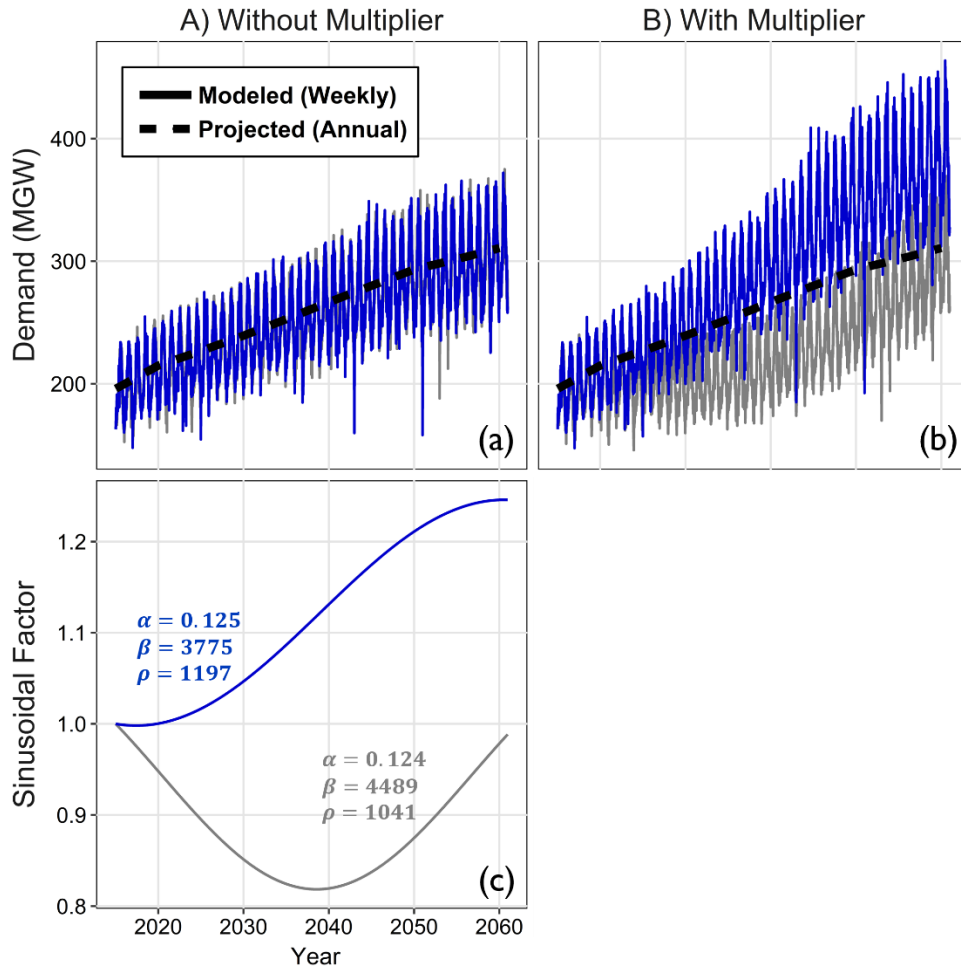 A) Without Multiplier
B) With Multiplier
Modeled (Weekly)
Projected (Annual)
Demand (MGW)
400
300
200
(a)
(b)
Sinusoidal Factor
1.2
1.1
1.0
0.9
0.8
α = 0.125
β = 3775
ρ = 1197
α = 0.124
β = 4489
ρ = 1041
(c)
2020 2030 2040 2050 2060
Year